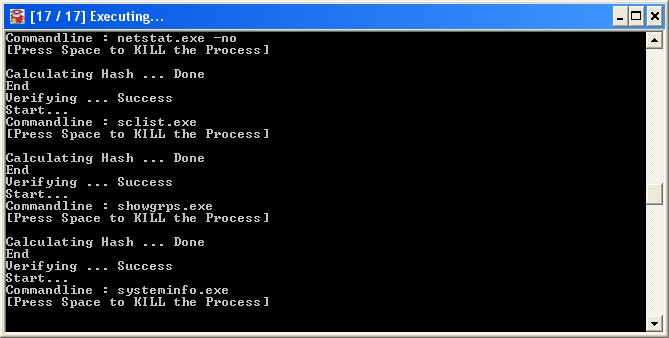 [17 / 17] Executing...
Commandline : netstat.exe -no
[Press Space to KILL the Process]
Calculating Hash ... Done
End
Verifying ... Success
Start...
Commandline : sclist.exe
[Press Space to KILL the Process]
Calculating Hash ... Done
End
Verifying ... Success
Start...
Commandline : showgrps.exe
[Press Space to KILL the Process]
Calculating Hash ... Done
End
Verifying ... Success
Start...
Commandline : systeminfo.exe
[Press Space to KILL the Process]